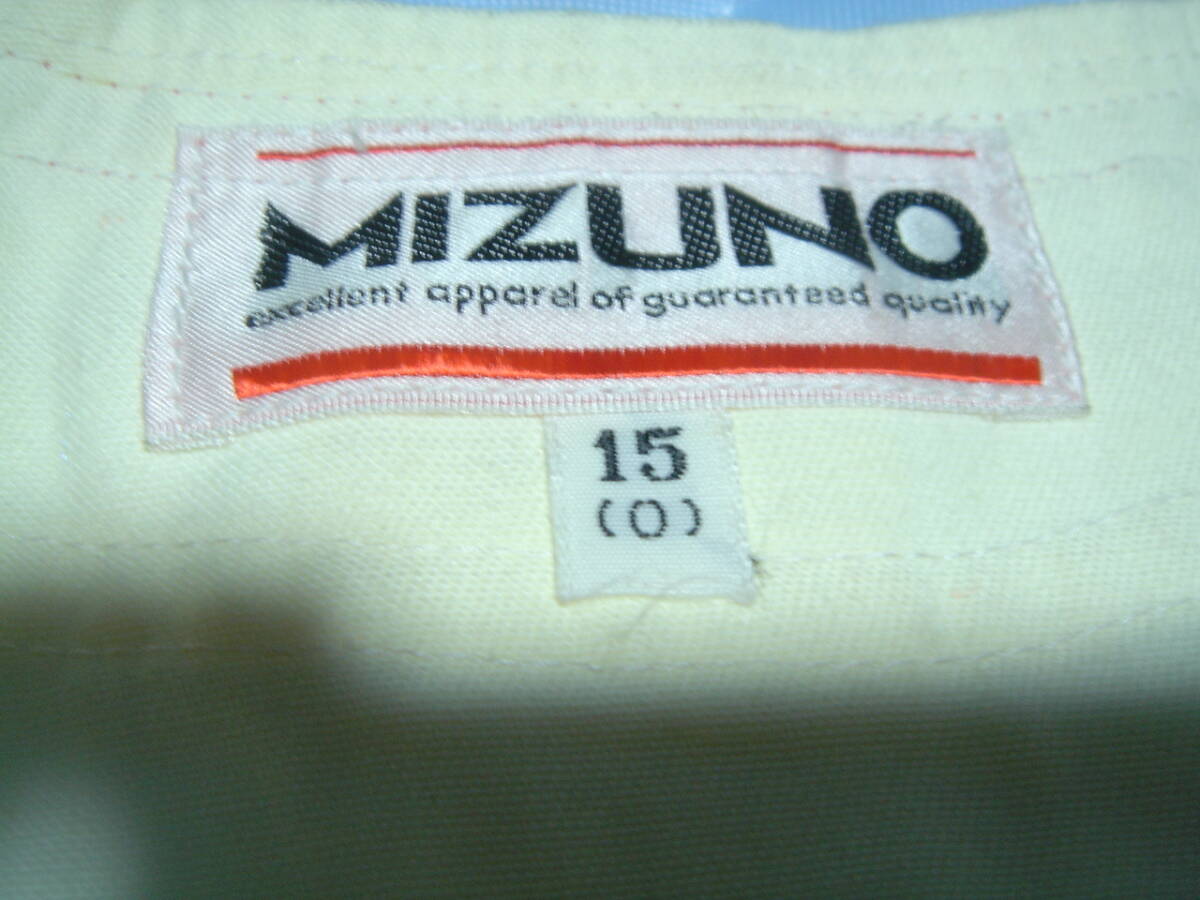 MIZUNO
excellent apparel of guaranteed quality
15
(O)